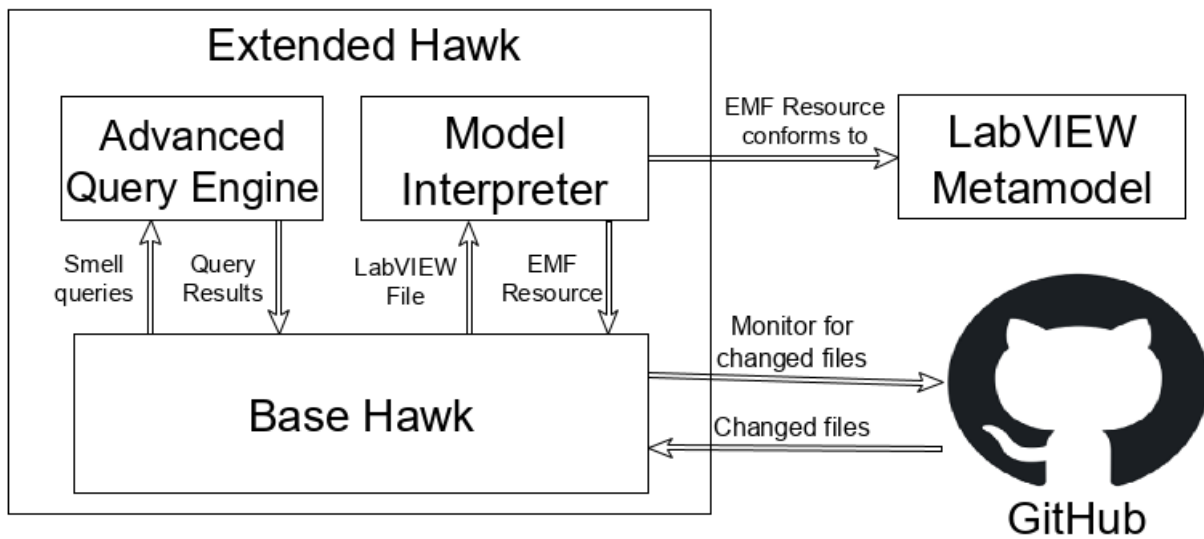 Extended Hawk
Advanced
Query Engine
Model
Interpreter
EMF Resource
conforms to
LabVIEW
Metamodel
Smell
queries
Query
Results
LabVIEW
File
EMF
Resource
Monitor for
changed files
Base Hawk
Changed files
GitHub